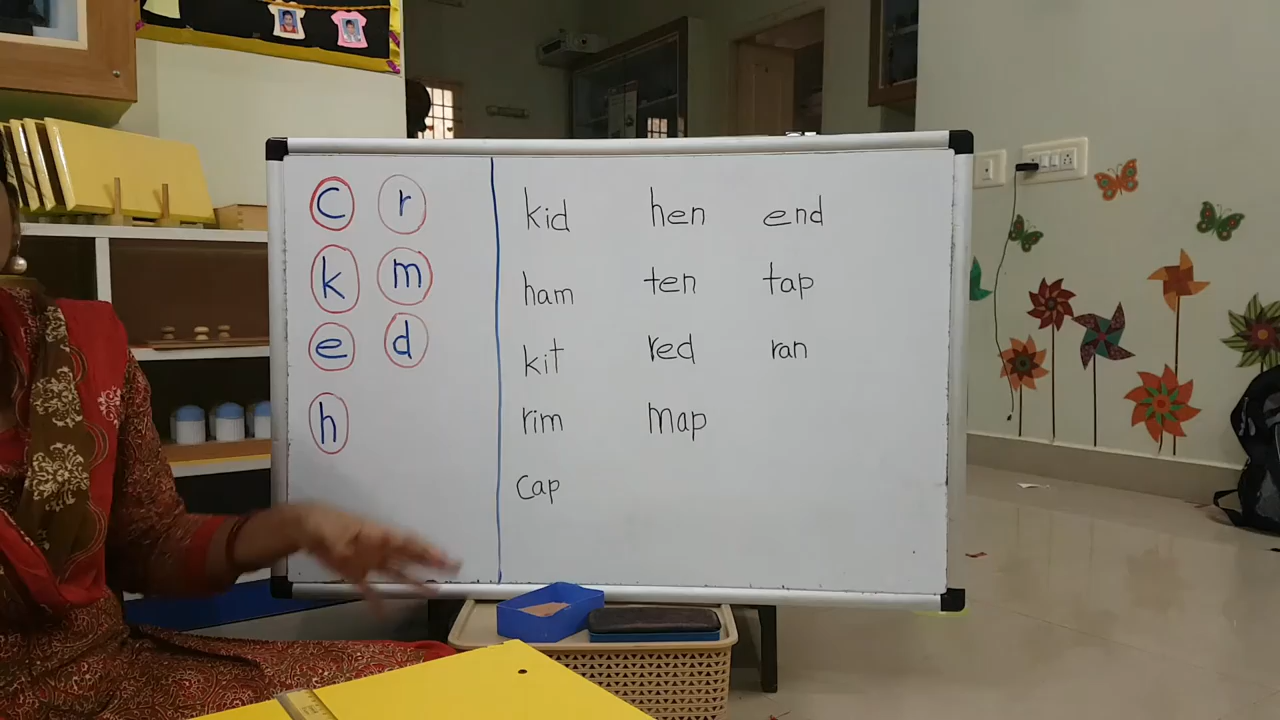 c r
k m
e d
h
kid hen end
ham ten tap
kit red ran
rim map
cap